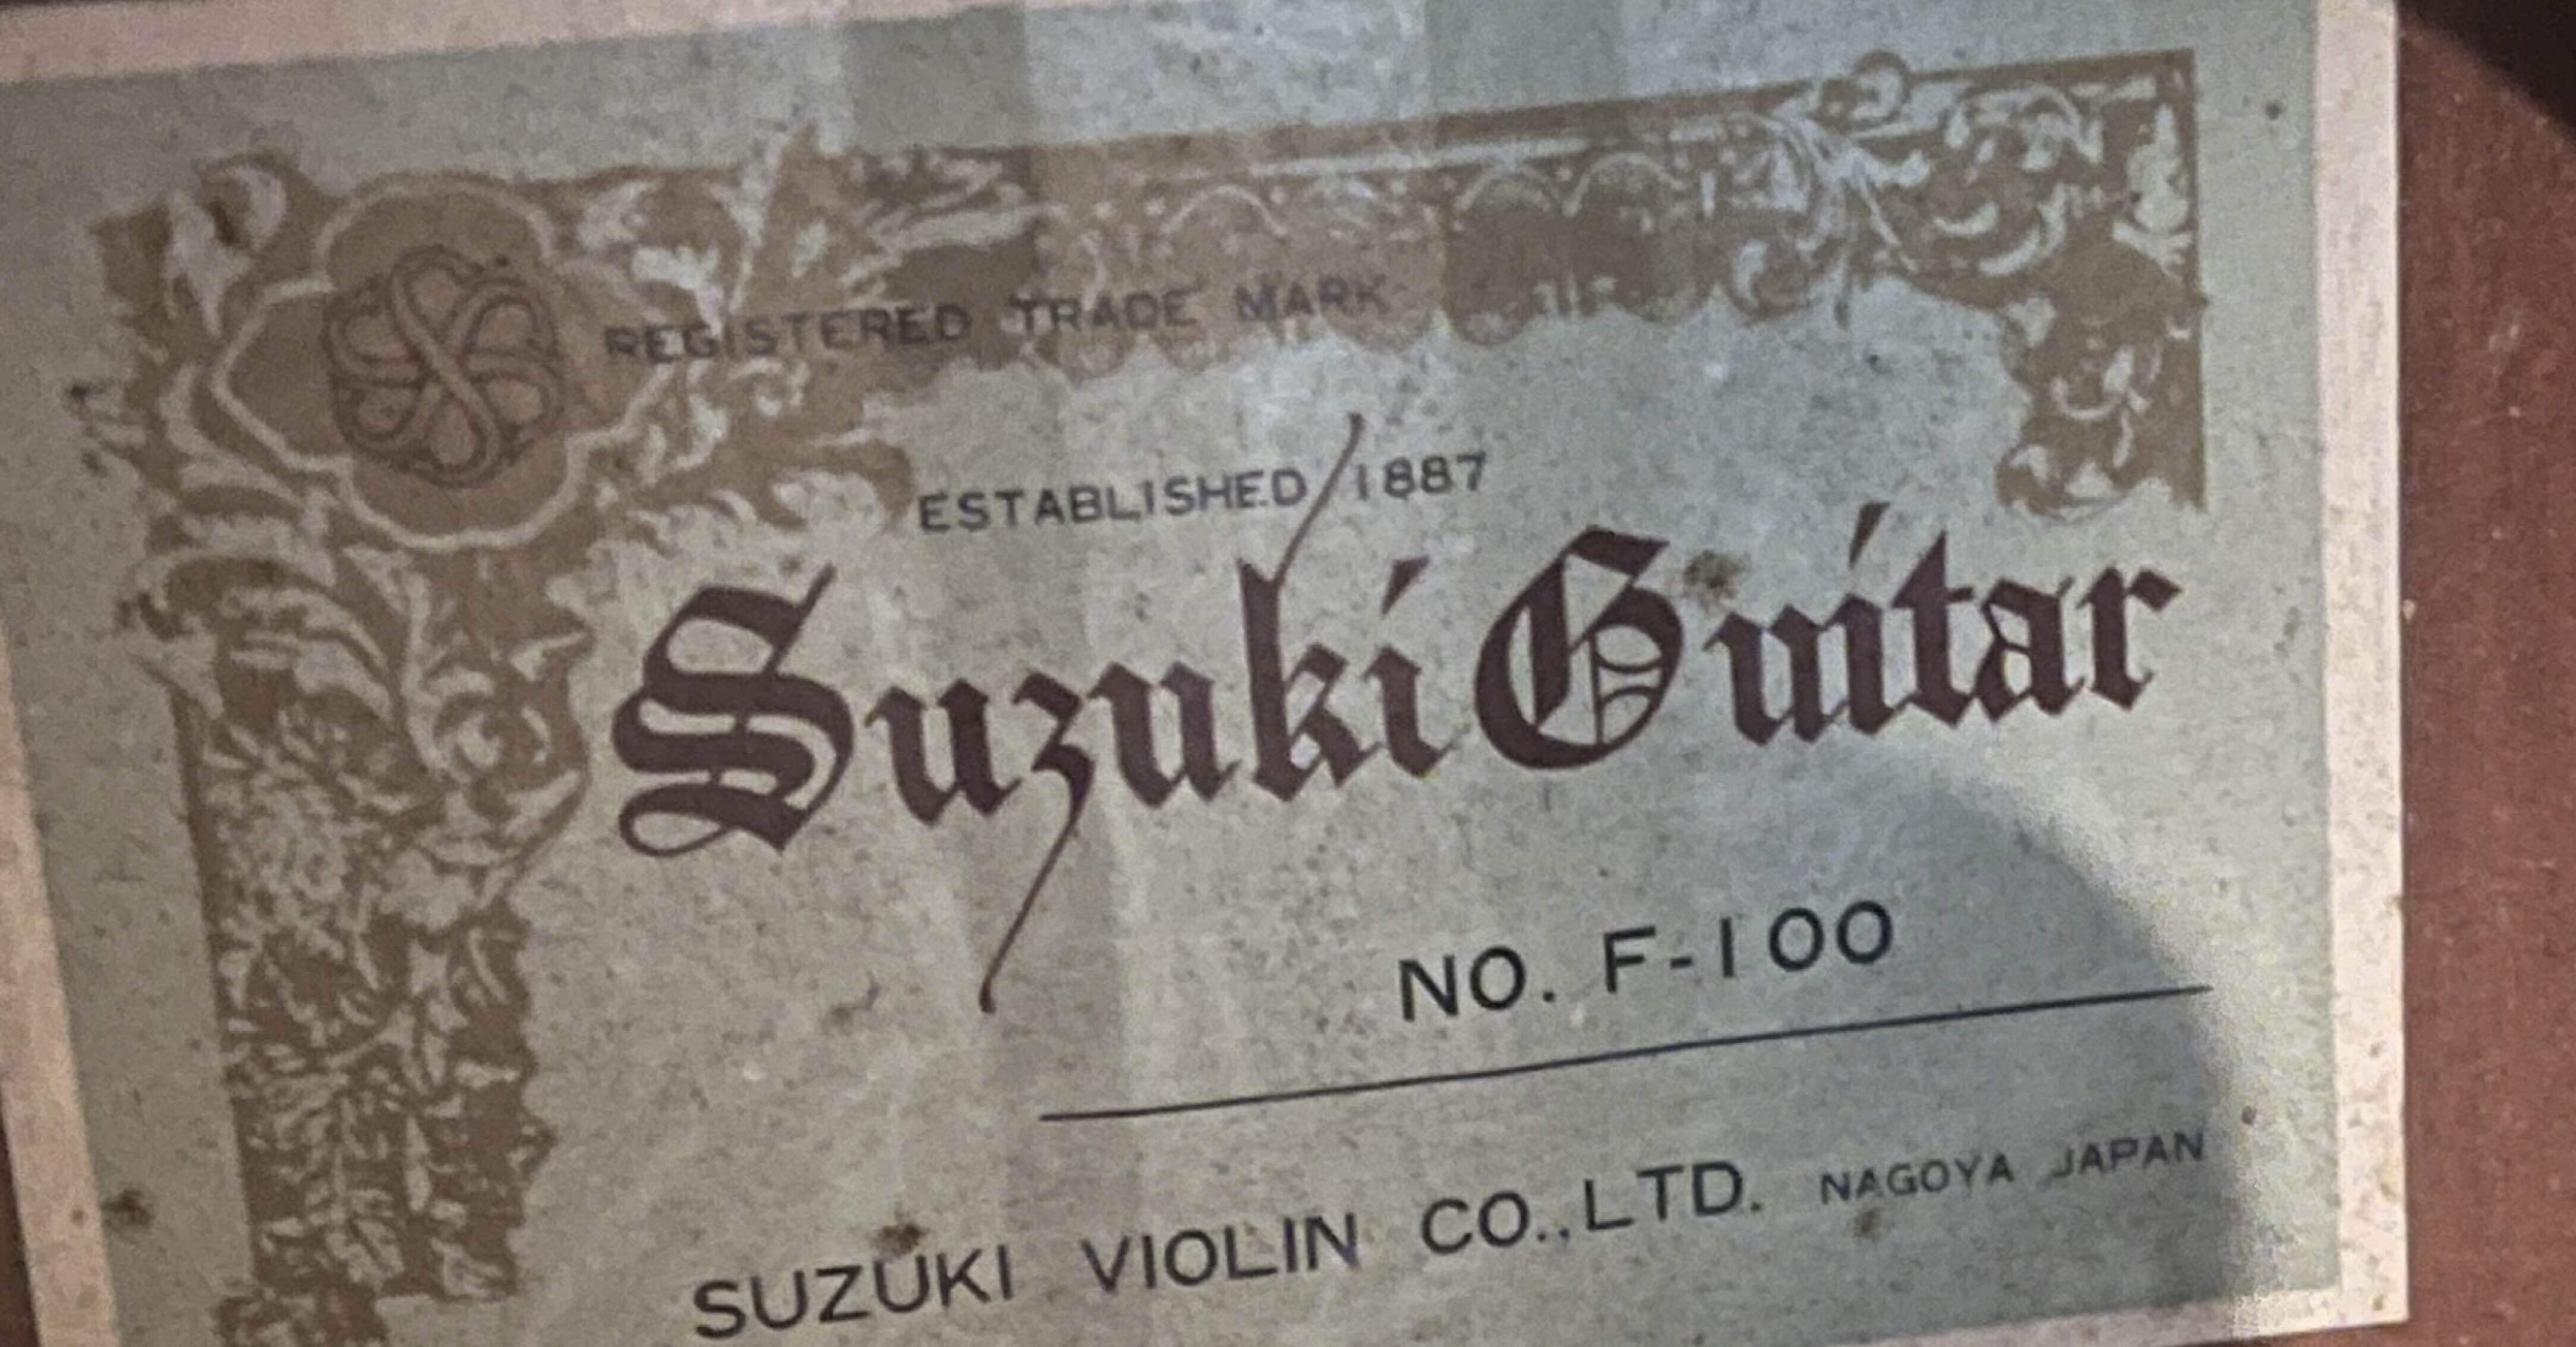 REGISTERED TRADE MARK
ESTABLISHED 1887
Suzuki Guitar
NO. F-100
SUZUKI VIOLIN CO.,LTD. NAGOYA JAPAN